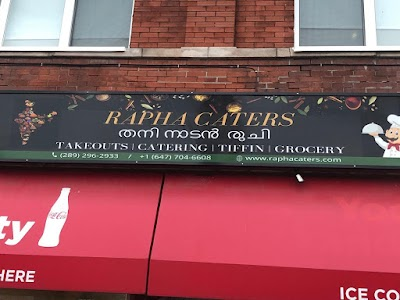 RAPHA CATERS
തനി നാടൻ രുചി
TAKEOUTS | CATERING | TIFFIN | GROCERY
(289) 296-2933 / +1 (647) 704-6608 www.raphacaters.com
ty
HERE
ICE CO